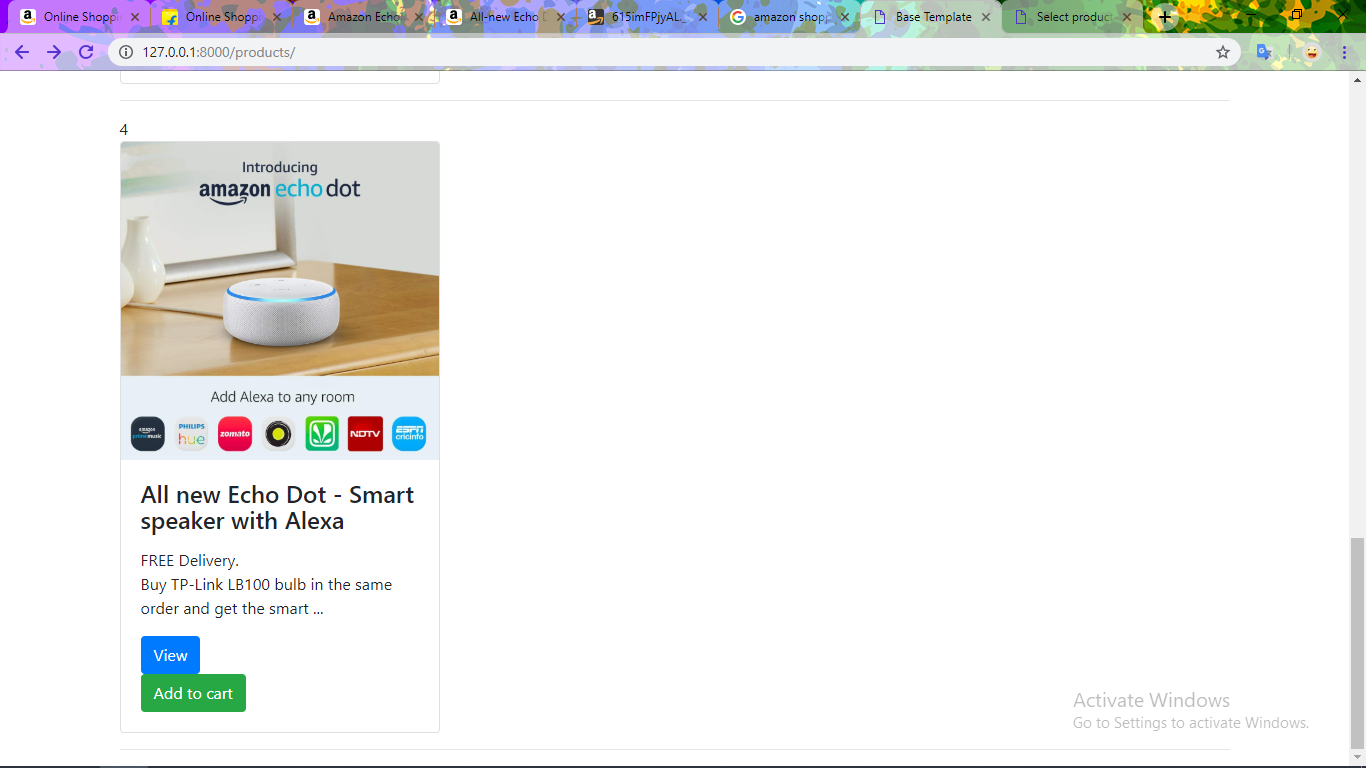 Online Shoppi
Online Shoppi
Amazon Echo
All-new Echo D
615imFPjyAL._
amazon shopp
Base Template
Select product
127.0.0.1:8000/products/
4
Introducing
amazon echo dot
Add Alexa to any room
amazon prime music
PHILIPS
hue
zomato
NDTV
ESPN
cricinfo
All new Echo Dot - Smart
speaker with Alexa
FREE Delivery.
Buy TP-Link LB100 bulb in the same
order and get the smart ...
View
Add to cart
Activate Windows
Go to Settings to activate Windows.